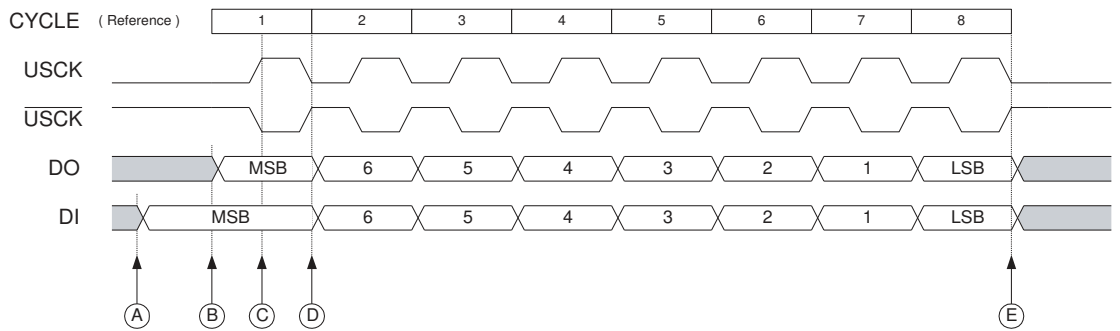 CYCLE ( Reference ) 1 2 3 4 5 6 7 8
USCK
USCK
DO MSB 6 5 4 3 2 1 LSB
DI MSB 6 5 4 3 2 1 LSB
A B C D E